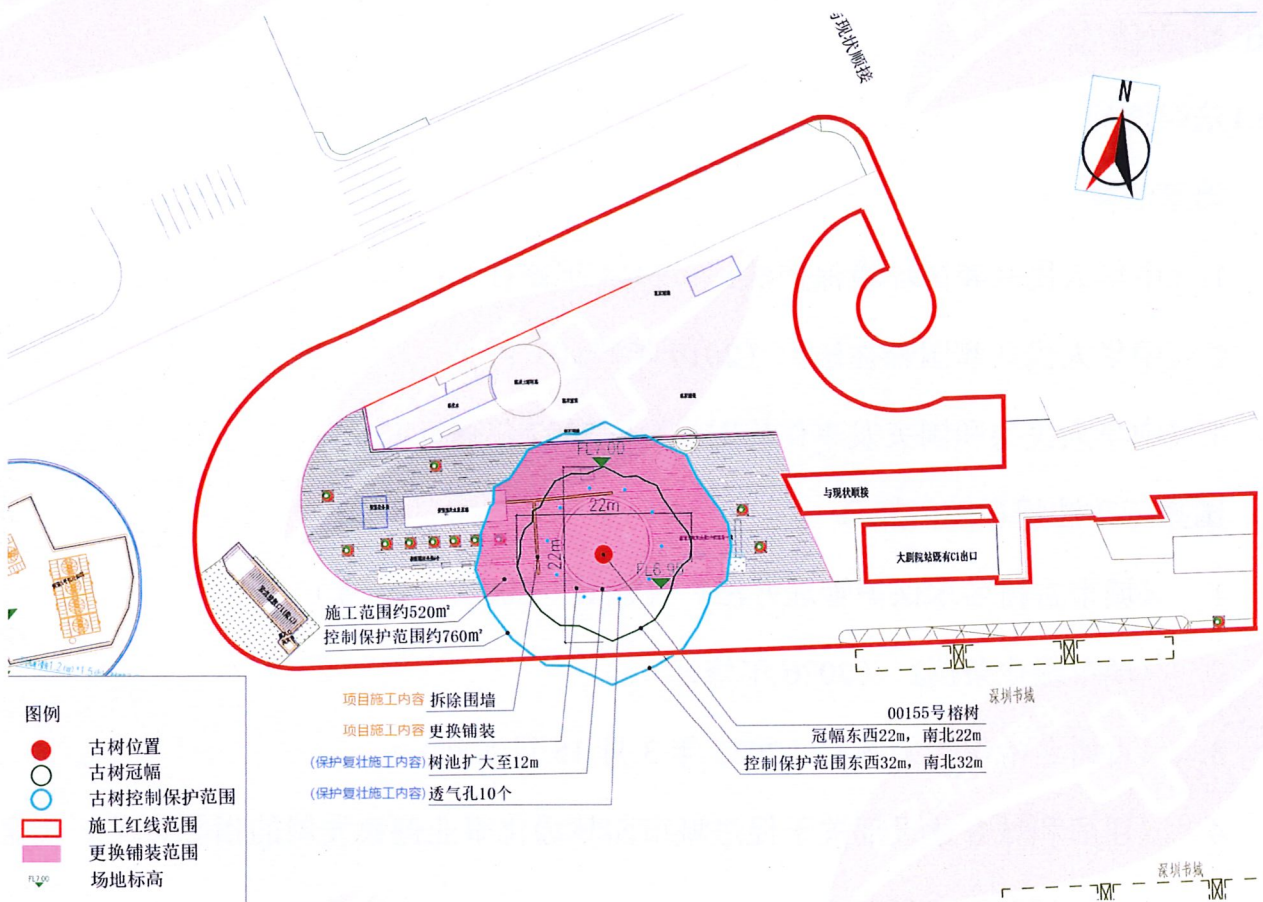 与现状顺接
N
FL7.00
22m
22m
FL6.95
与现状顺接
大剧院站既有C1出口
施工范围约520m²
控制保护范围约760m²
项目施工内容 拆除围墙
项目施工内容 更换铺装
(保护复壮施工内容) 树池扩大至12m
(保护复壮施工内容) 透气孔10个
00155号榕树
冠幅东西22m，南北22m
控制保护范围东西32m，南北32m
深圳书城
深圳书城
图例
古树位置
古树冠幅
古树控制保护范围
施工红线范围
更换铺装范围
FL7.00 场地标高